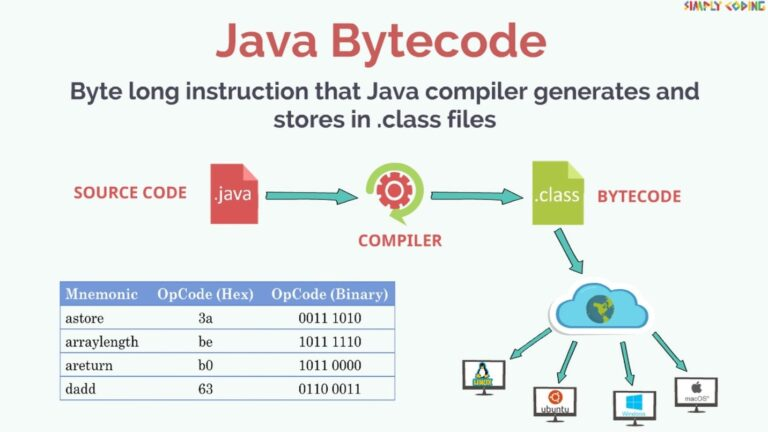 SIMPLY CODING
Java Bytecode
Byte long instruction that Java compiler generates and
stores in .class files
SOURCE CODE
.java
COMPILER
.class
BYTECODE
Mnemonic OpCode (Hex) OpCode (Binary)
astore 3a 0011 1010
arraylength be 1011 1110
areturn b0 1011 0000
dadd 63 0110 0011
LINUX
ubuntu
Windows
macOS